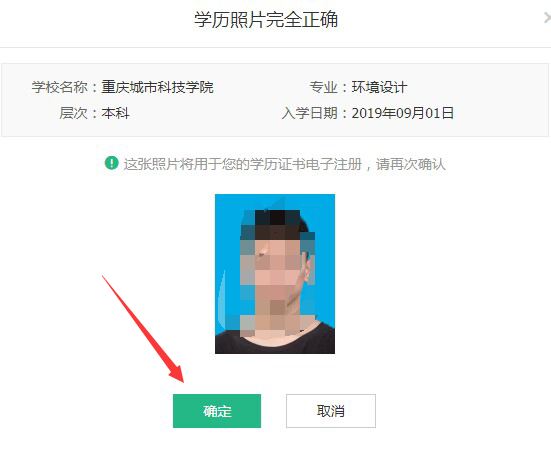 学历照片完全正确
学校名称：重庆城市科技学院 专业：环境设计
层次：本科 入学日期：2019年09月01日
这张照片将用于您的学历证书电子注册，请再次确认
确定 取消